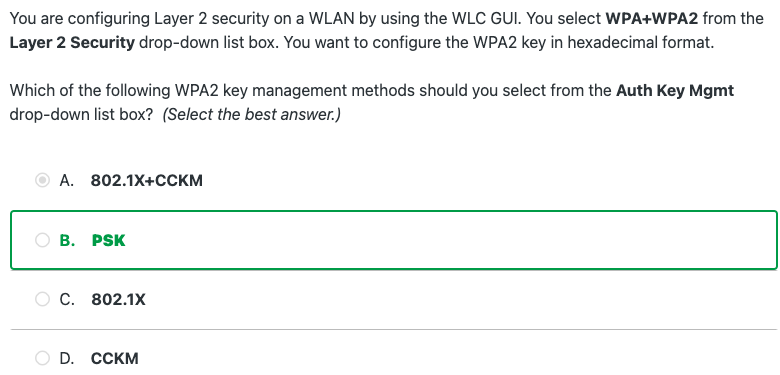 You are configuring Layer 2 security on a WLAN by using the WLC GUI. You select WPA+WPA2 from the
Layer 2 Security drop-down list box. You want to configure the WPA2 key in hexadecimal format.
Which of the following WPA2 key management methods should you select from the Auth Key Mgmt
drop-down list box? (Select the best answer.)
A. 802.1X+CCKM
B. PSK
C. 802.1X
D. CCKM